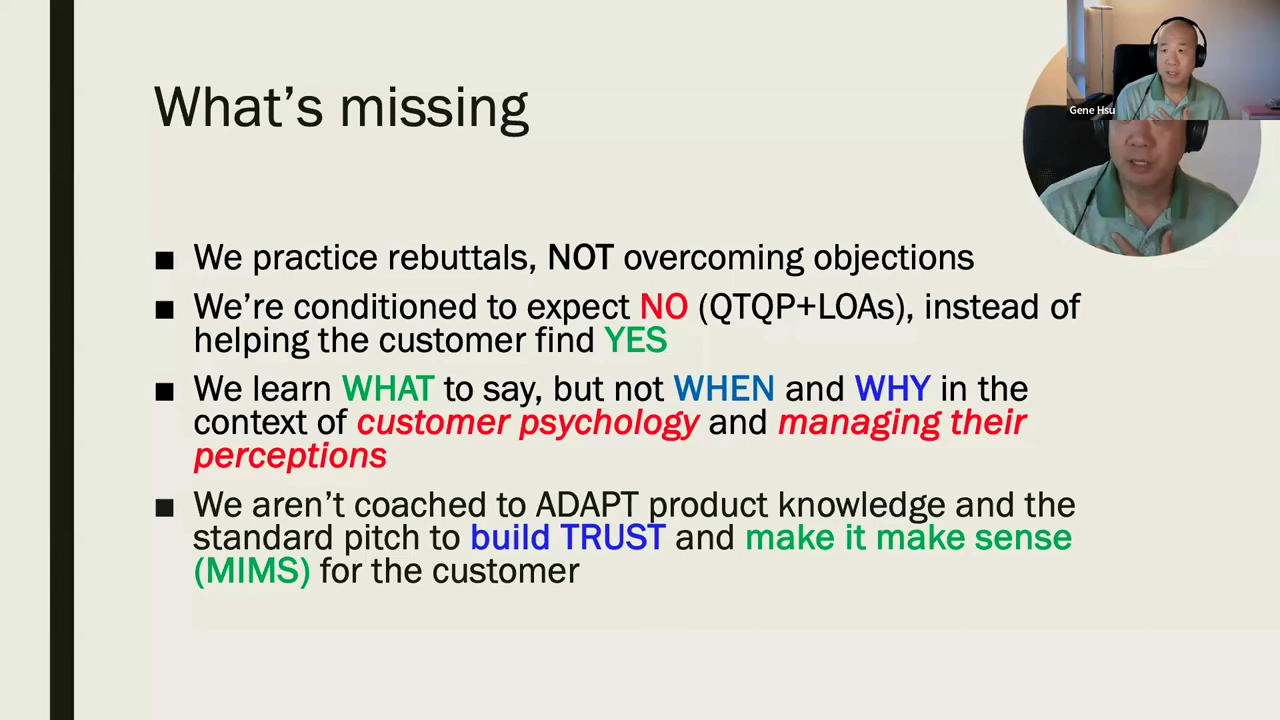 What’s missing
Gene Hsu
■ We practice rebuttals, NOT overcoming objections
■ We’re conditioned to expect NO (QTQP+LOAs), instead of
helping the customer find YES
■ We learn WHAT to say, but not WHEN and WHY in the
context of customer psychology and managing their
perceptions
■ We aren’t coached to ADAPT product knowledge and the
standard pitch to build TRUST and make it make sense
(MIMS) for the customer